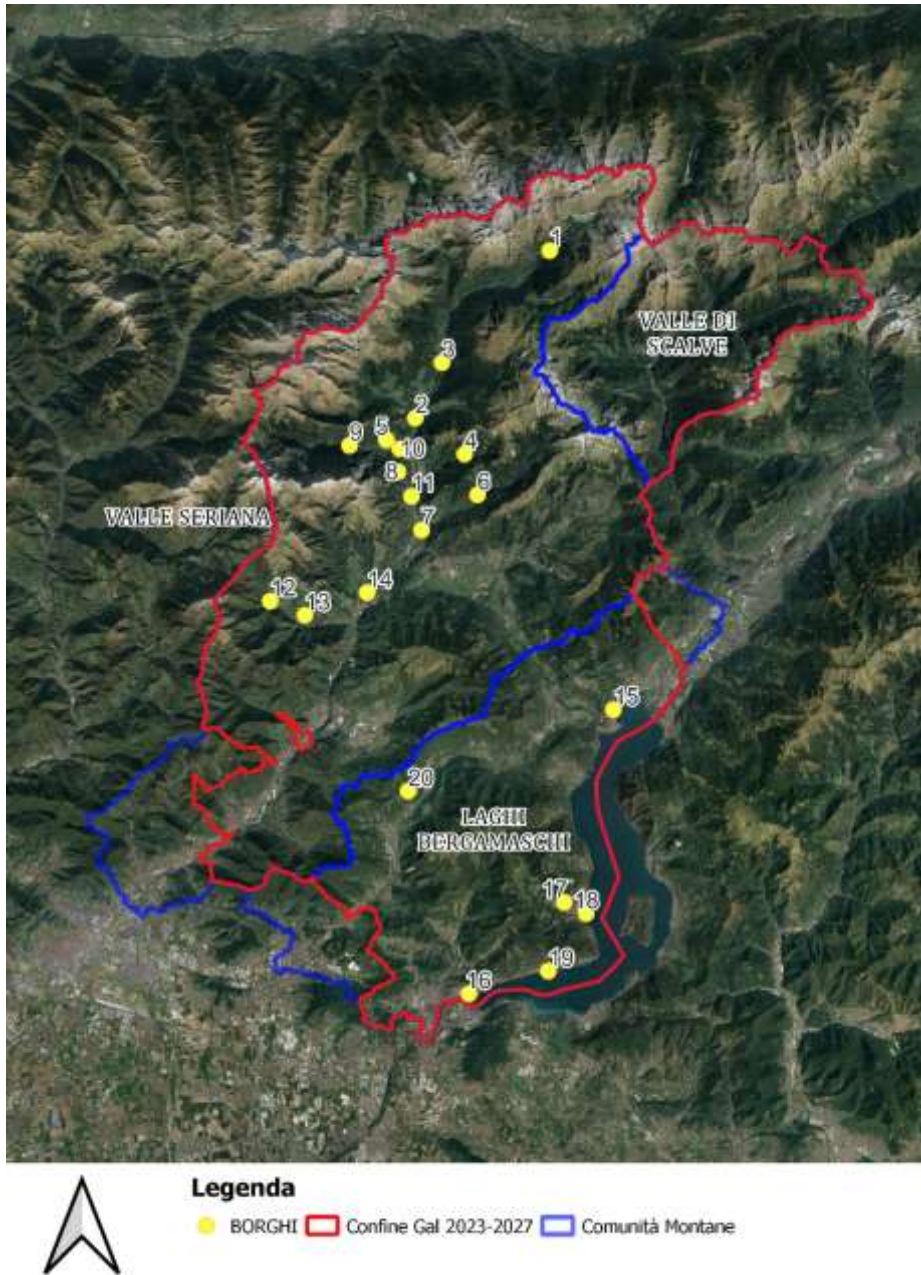 1
VALLE DI
SCALVE
3
2
5
9
10
4
8
11
6
VALLE SERIANA
7
14
12
13
15
20
LAGHI
BERGAMASCHI
17
18
19
16
Legenda
BORGHI Confine Gal 2023-2027 Comunità Montane